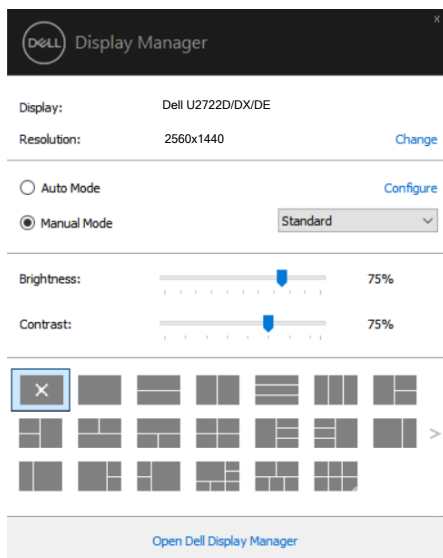 DELL Display Manager
Display: Dell U2722D/DX/DE
Resolution: 2560x1440 Change
Auto Mode Configure
Manual Mode Standard
Brightness: 75%
Contrast: 75%
Open Dell Display Manager